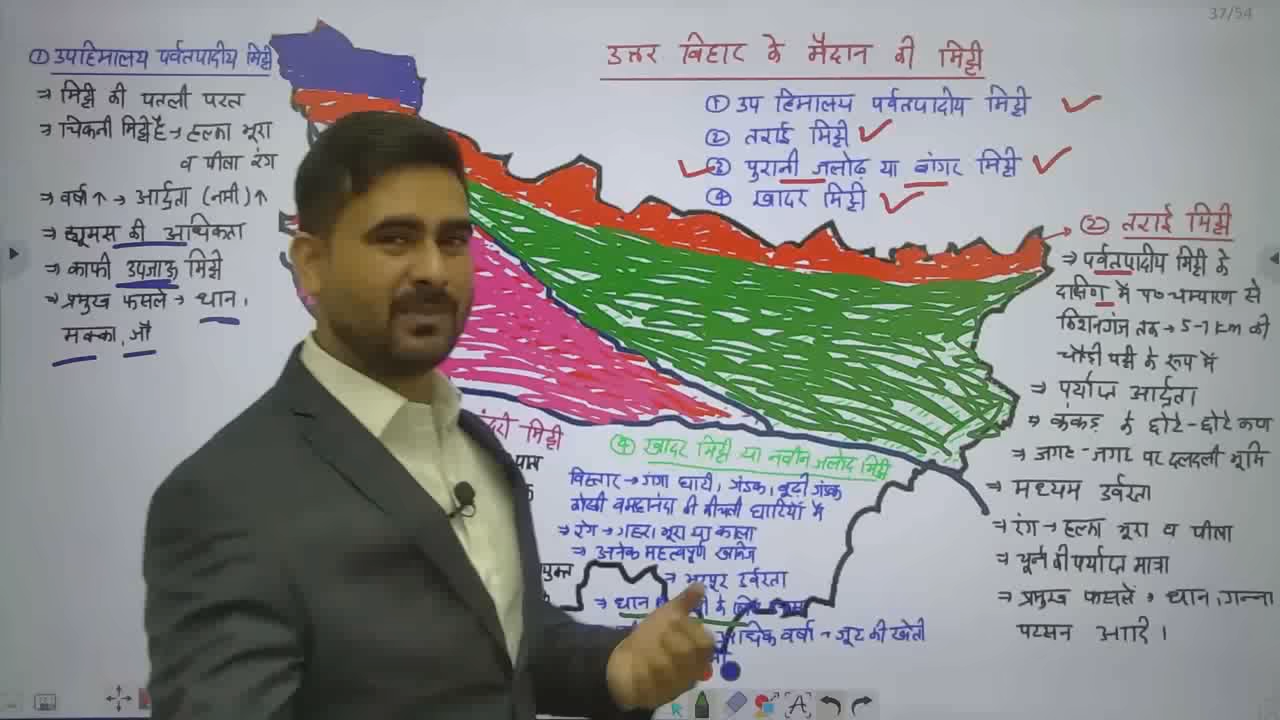 37/54
उत्तर बिहार के मैदान की मिट्टी
① उप हिमालय पर्वतपादीय मिट्टी
② तराई मिट्टी
③ पुरानी जलोढ़ या बांगर मिट्टी
④ खादर मिट्टी
① उपहिमालय पर्वतपादीय मिट्टी
→ मिट्टी की पतली परत
→ चिकनी मिट्टी है → हल्का भूरा
व पीला रंग
→ वर्षा ↑ → आर्द्रता (नमी) ↑
→ ह्यूमस की अधिकता
→ काफी उपजाऊ मिट्टी
→ प्रमुख फसलें → धान,
मक्का, जौ
② तराई मिट्टी
→ पर्वतपादीय मिट्टी के
दक्षिण में प० चम्पारण से
किशनगंज तक → 5-7 km की
चौड़ी पट्टी के रूप में
→ पर्याप्त आर्द्रता
→ कंकड़ के छोटे-छोटे कण
→ जगह-जगह पर दलदली भूमि
→ मध्यम उर्वरता
→ रंग → हल्का भूरा व पीला
→ चूने की पर्याप्त मात्रा
→ प्रमुख फसलें → धान, गन्ना
पटसन आदि।
मिट्टी
④ खादर मिट्टी या नवीन जलोढ़ मिट्टी
विस्तार → गंगा घाटी, गंडक, बूढ़ी गंडक
कोसी व महानंदा की निचली घाटियों में
→ रंग → गहरा भूरा या काला
→ अनेक महत्वपूर्ण खनिज
→ भरपूर उर्वरता
→ धान के लिए
अधिक वर्षा → जूट की खेती